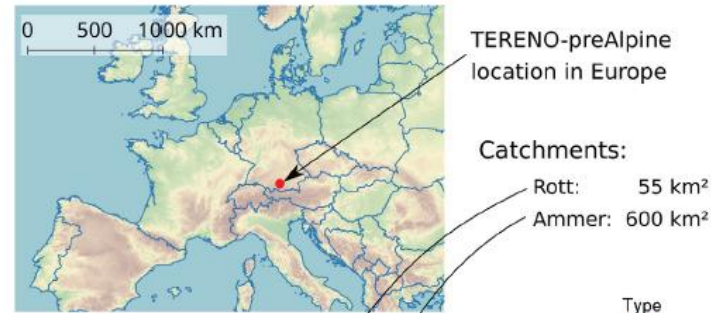 0 500 1000 km
TERENO-preAlpine
location in Europe
Catchments:
Rott: 55 km²
Ammer: 600 km²
Type